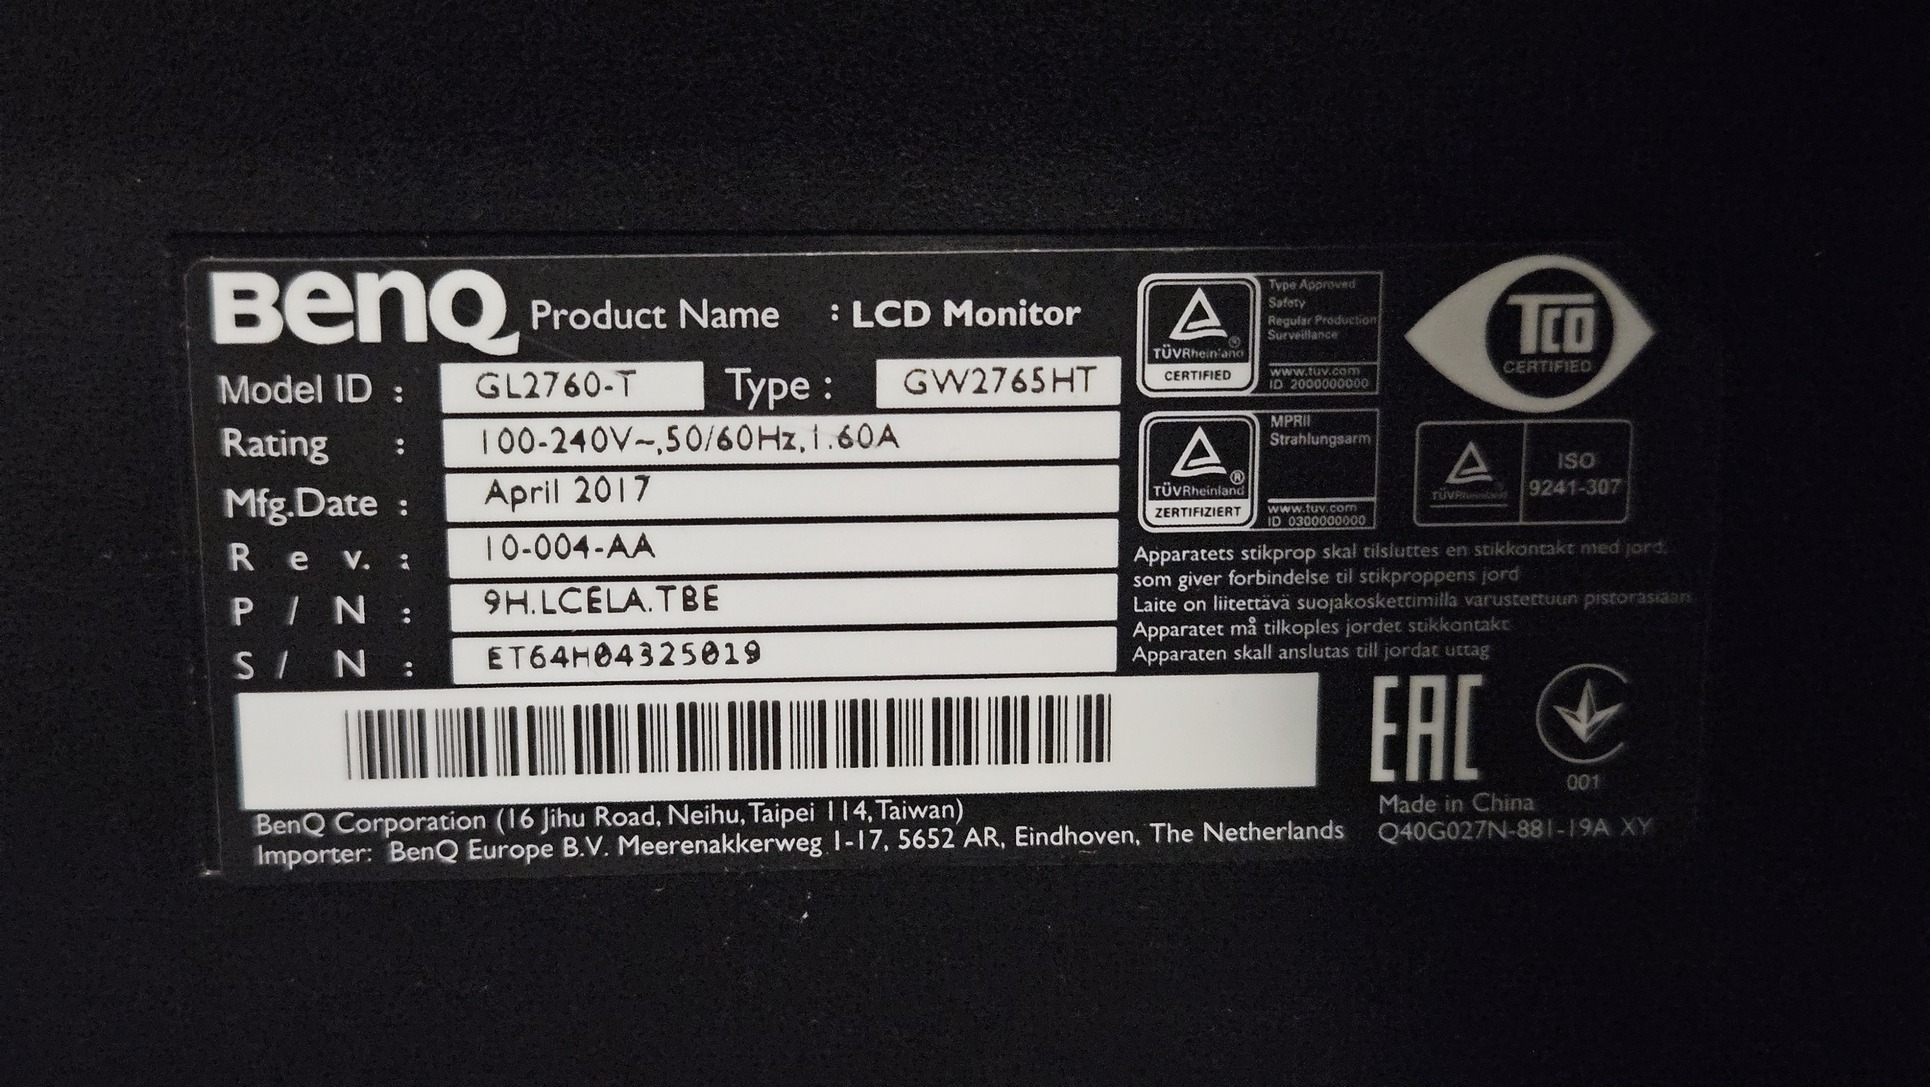 BenQ Product Name : LCD Monitor
Model ID : GL2760-T Type : GW2765HT
Rating : 100-240V~,50/60Hz,1.60A
Mfg.Date : April 2017
Rev. : 10-004-AA
P/N : 9H.LCELA.TBE
S/N : ET64H04325019
BenQ Corporation (16 Jihu Road, Neihu, Taipei 114, Taiwan)
Importer: BenQ Europe B.V. Meerenakkerweg 1-17, 5652 AR, Eindhoven, The Netherlands
TÜVRheinland ®
CERTIFIED
Type Approved
Safety
Regular Production
Surveillance
www.tuv.com
ID 2000000000
TCO
CERTIFIED
TÜVRheinland ®
ZERTIFIZIERT
MPRII
Strahlungsarm
www.tuv.com
ID 0300000000
TÜVRheinland
ISO
9241-307
Apparatets stikprop skal tilsluttes en stikkontakt med jord,
som giver forbindelse til stikproppens jord
Laite on liitettävä suojakoskettimilla varustettuun pistorasiaan
Apparatet må tilkoples jordet stikkontakt
Apparaten skall anslutas till jordat uttag
EAC
001
Made in China
Q40G027N-881-19A XY